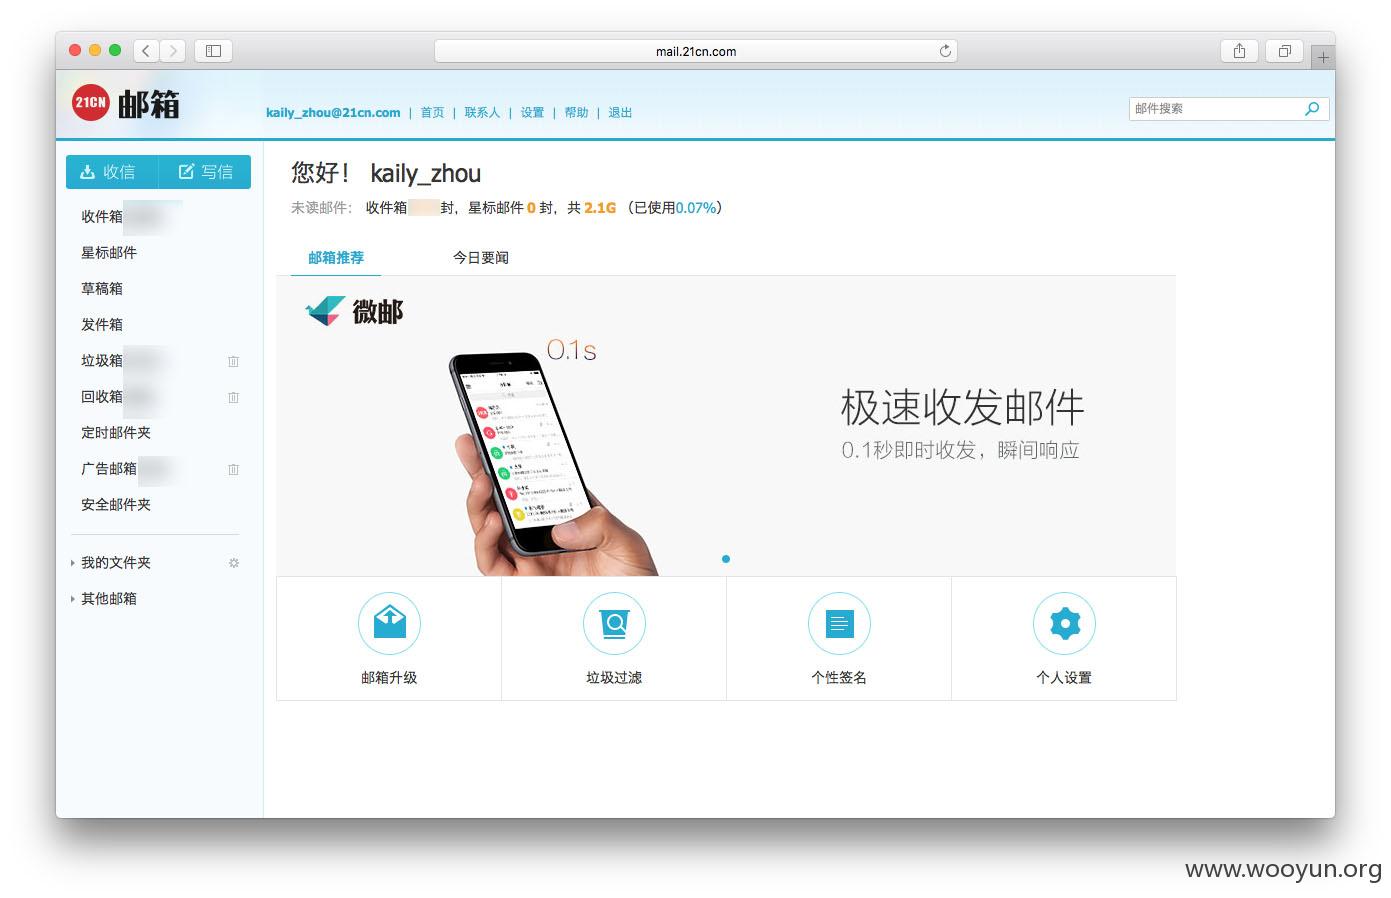 mail.21cn.com
21CN 邮箱
kaily_zhou@21cn.com | 首页 | 联系人 | 设置 | 帮助 | 退出
邮件搜索
收信 写信
您好! kaily_zhou
未读邮件: 收件箱 封, 星标邮件 0 封, 共 2.1G (已使用0.07%)
收件箱
星标邮件
草稿箱
发件箱
垃圾箱
回收箱
定时邮件夹
广告邮箱
安全邮件夹
我的文件夹
其他邮箱
邮箱推荐 今日要闻
微邮
0.1s
极速收发邮件
0.1秒即时收发,瞬间响应
邮箱升级 垃圾过滤 个性签名 个人设置
www.wooyun.org